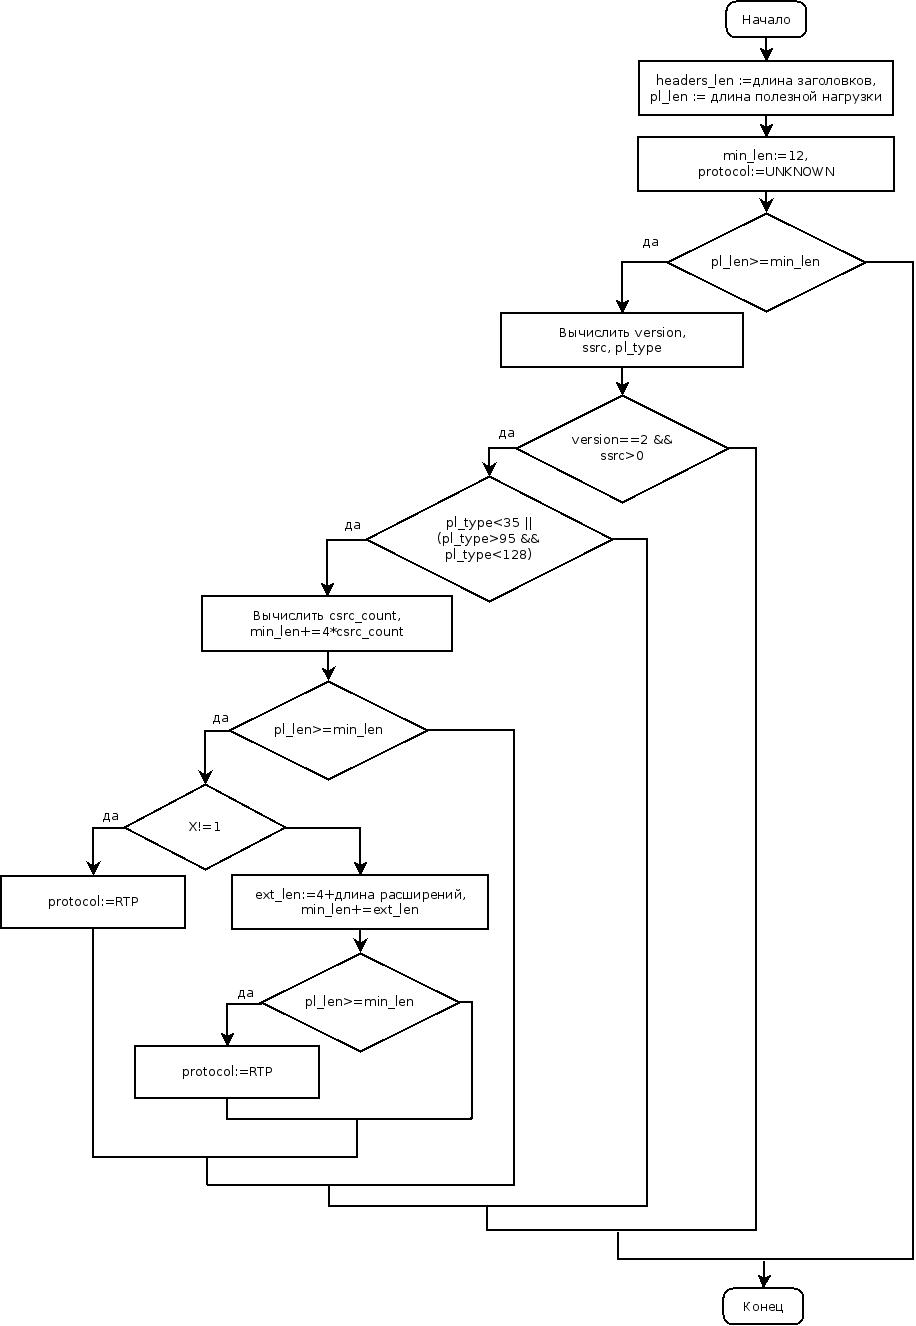 Начало
headers_len :=длина заголовков,
pl_len := длина полезной нагрузки
min_len:=12,
protocol:=UNKNOWN
да
pl_len>=min_len
Вычислить version,
ssrc, pl_type
да
version==2 &&
ssrc>0
да
pl_type<35 ||
(pl_type>95 &&
pl_type<128)
Вычислить csrc_count,
min_len+=4*csrc_count
да
pl_len>=min_len
да
X!=1
protocol:=RTP
ext_len:=4+длина расширений,
min_len+=ext_len
да
pl_len>=min_len
protocol:=RTP
Конец